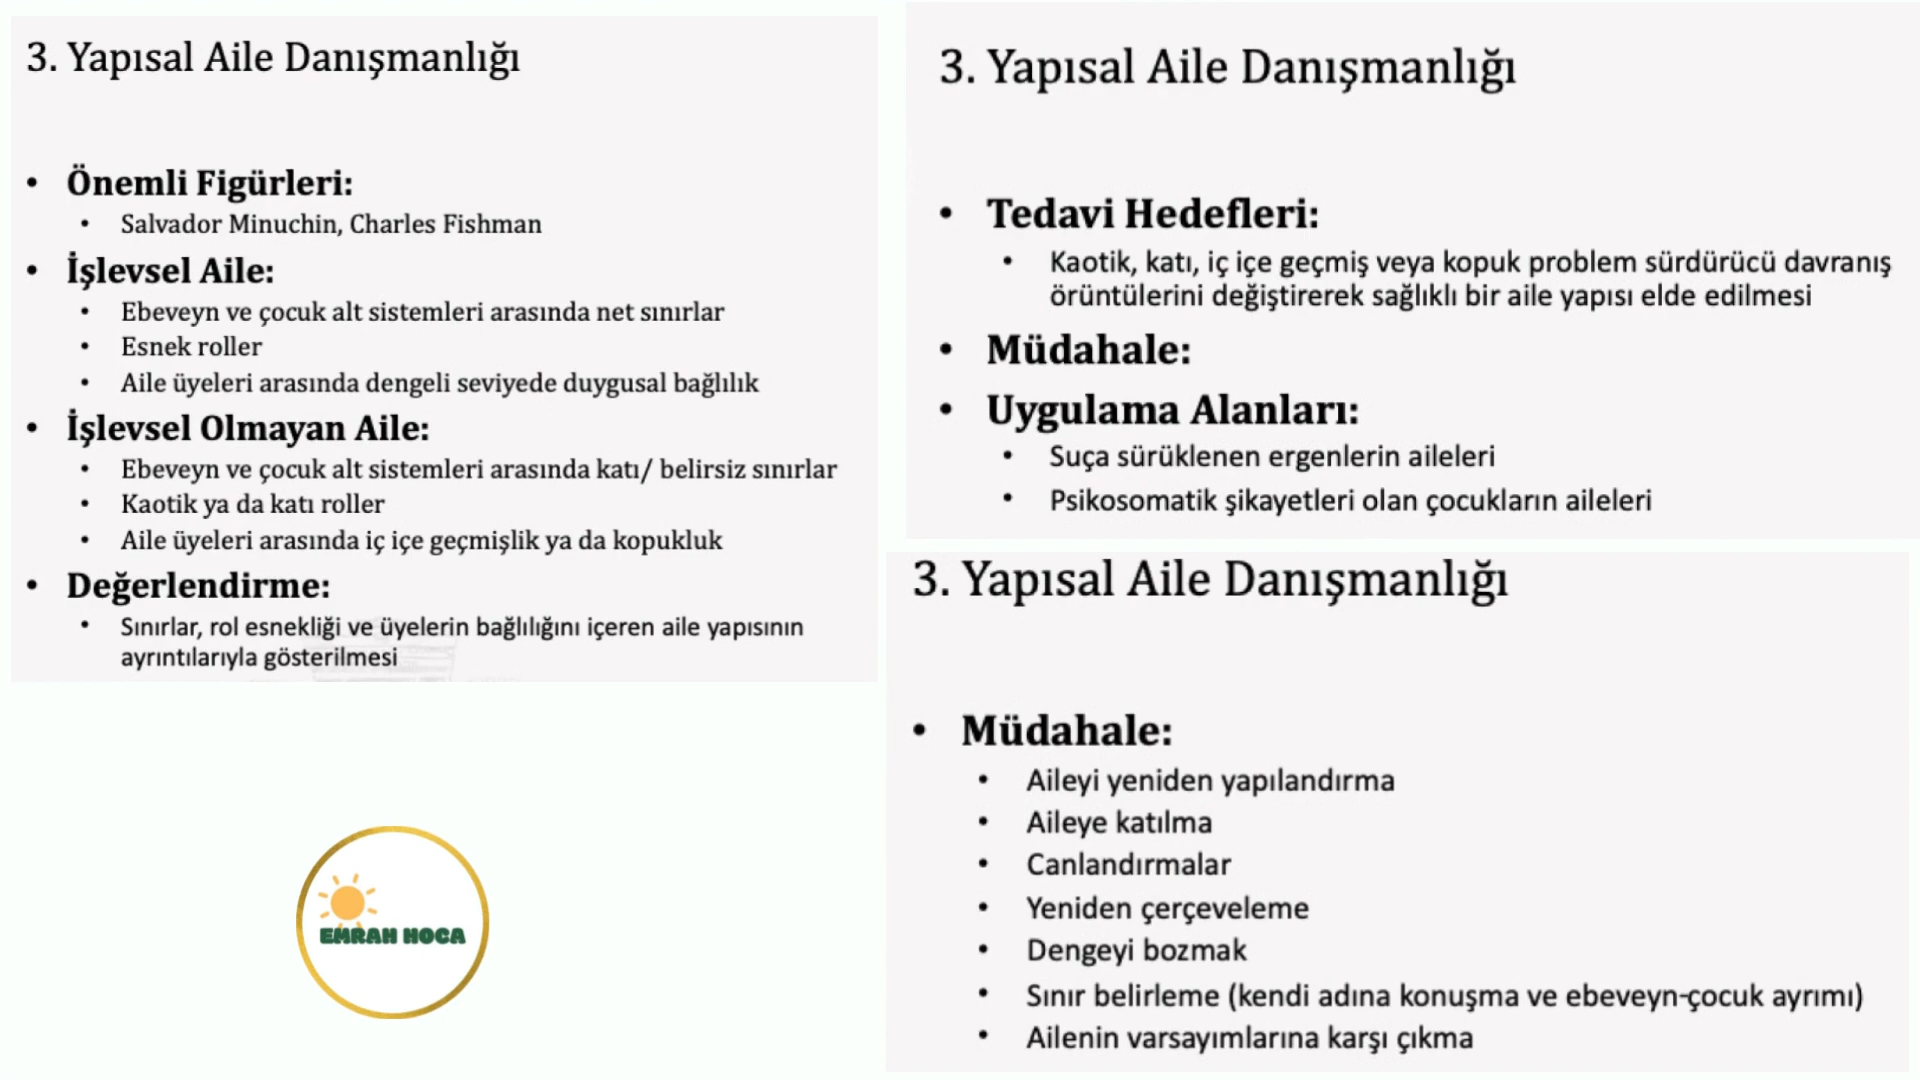 3. Yapısal Aile Danışmanlığı
• Önemli Figürleri:
• Salvador Minuchin, Charles Fishman
• İşlevsel Aile:
• Ebeveyn ve çocuk alt sistemleri arasında net sınırlar
• Esnek roller
• Aile üyeleri arasında dengeli seviyede duygusal bağlılık
• İşlevsel Olmayan Aile:
• Ebeveyn ve çocuk alt sistemleri arasında katı/ belirsiz sınırlar
• Kaotik ya da katı roller
• Aile üyeleri arasında iç içe geçmişlik ya da kopukluk
• Değerlendirme:
• Sınırlar, rol esnekliği ve üyelerin bağlılığını içeren aile yapısının
ayrıntılarıyla gösterilmesi
3. Yapısal Aile Danışmanlığı
• Tedavi Hedefleri:
• Kaotik, katı, iç içe geçmiş veya kopuk problem sürdürücü davranış
örüntülerini değiştirerek sağlıklı bir aile yapısı elde edilmesi
• Müdahale:
• Uygulama Alanları:
• Suça sürüklenen ergenlerin aileleri
• Psikosomatik şikayetleri olan çocukların aileleri
3. Yapısal Aile Danışmanlığı
• Müdahale:
• Aileyi yeniden yapılandırma
• Aileye katılma
• Canlandırmalar
• Yeniden çerçeveleme
• Dengeyi bozmak
• Sınır belirleme (kendi adına konuşma ve ebeveyn-çocuk ayrımı)
• Ailenin varsayımlarına karşı çıkma
EMRAH HOCA